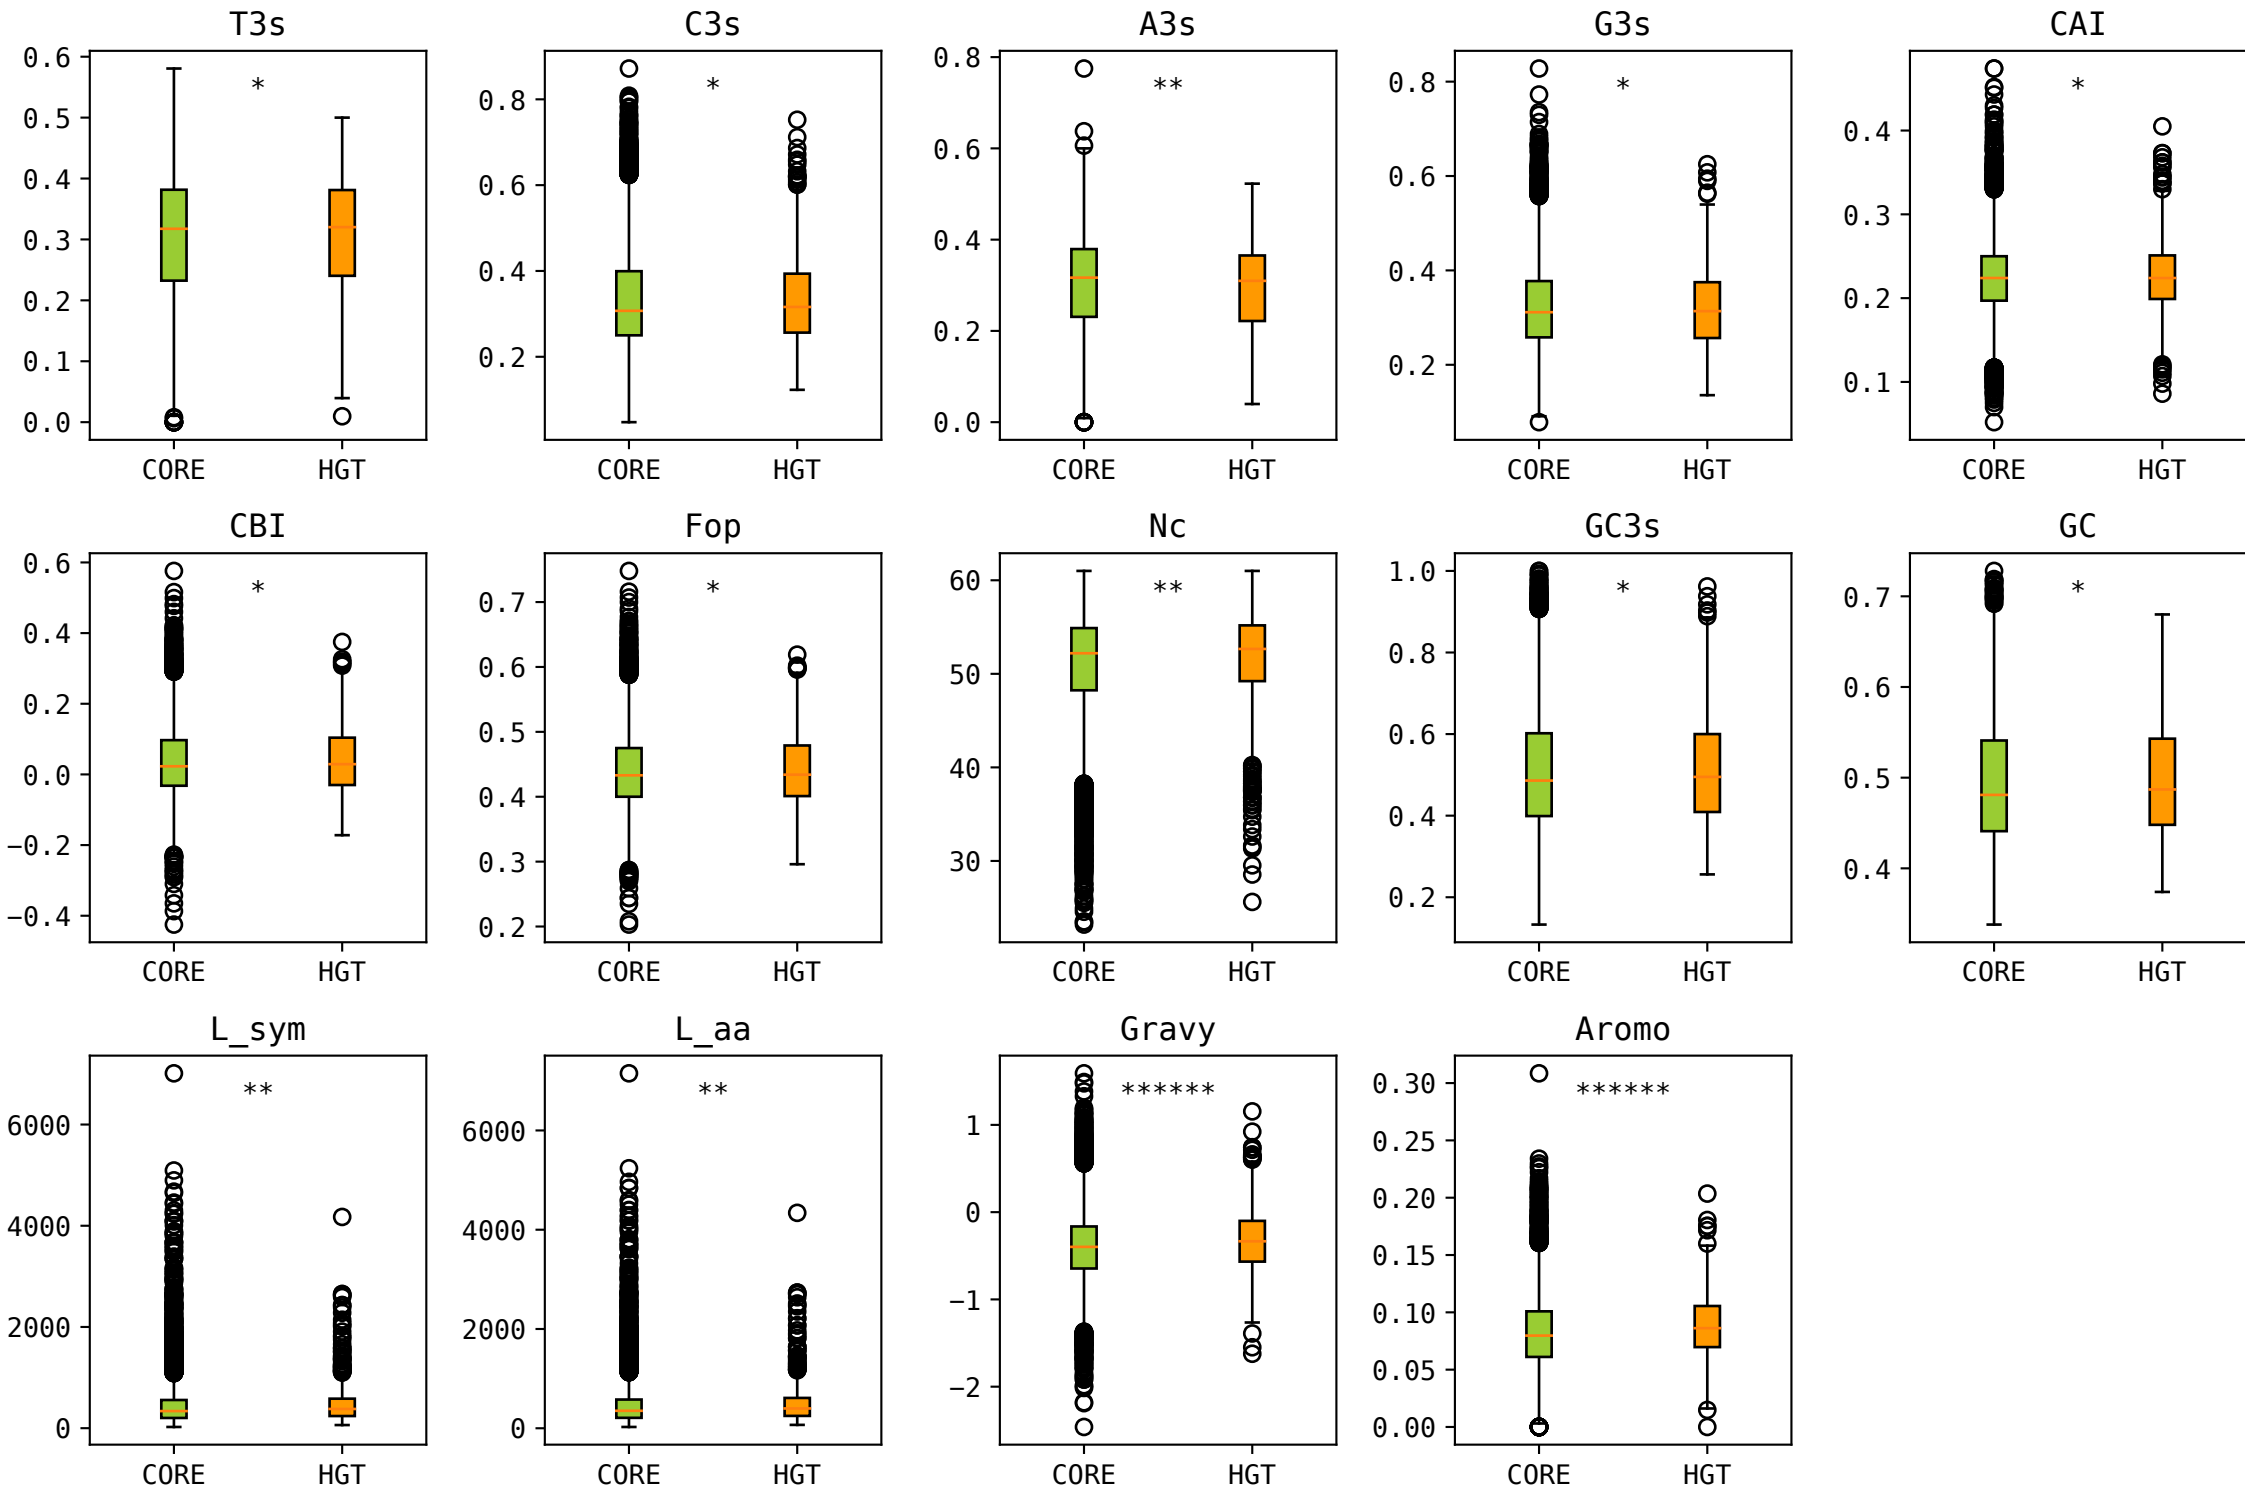 T3s C3s A3s G3s CAI
0.6 0.5 0.4 0.3 0.2 0.1 0.0
*
CORE HGT
0.8 0.6 0.4 0.2
*
CORE HGT
0.8 0.6 0.4 0.2 0.0
**
CORE HGT
0.8 0.6 0.4 0.2
*
CORE HGT
0.4 0.3 0.2 0.1
*
CORE HGT
CBI Fop Nc GC3s GC
0.6 0.4 0.2 0.0 −0.2 −0.4
*
CORE HGT
0.7 0.6 0.5 0.4 0.3 0.2
*
CORE HGT
60 50 40 30
**
CORE HGT
1.0 0.8 0.6 0.4 0.2
*
CORE HGT
0.7 0.6 0.5 0.4
*
CORE HGT
L_sym L_aa Gravy Aromo
6000 4000 2000 0
**
CORE HGT
6000 4000 2000 0
**
CORE HGT
1 0 −1 −2
******
CORE HGT
0.30 0.25 0.20 0.15 0.10 0.05 0.00
******
CORE HGT